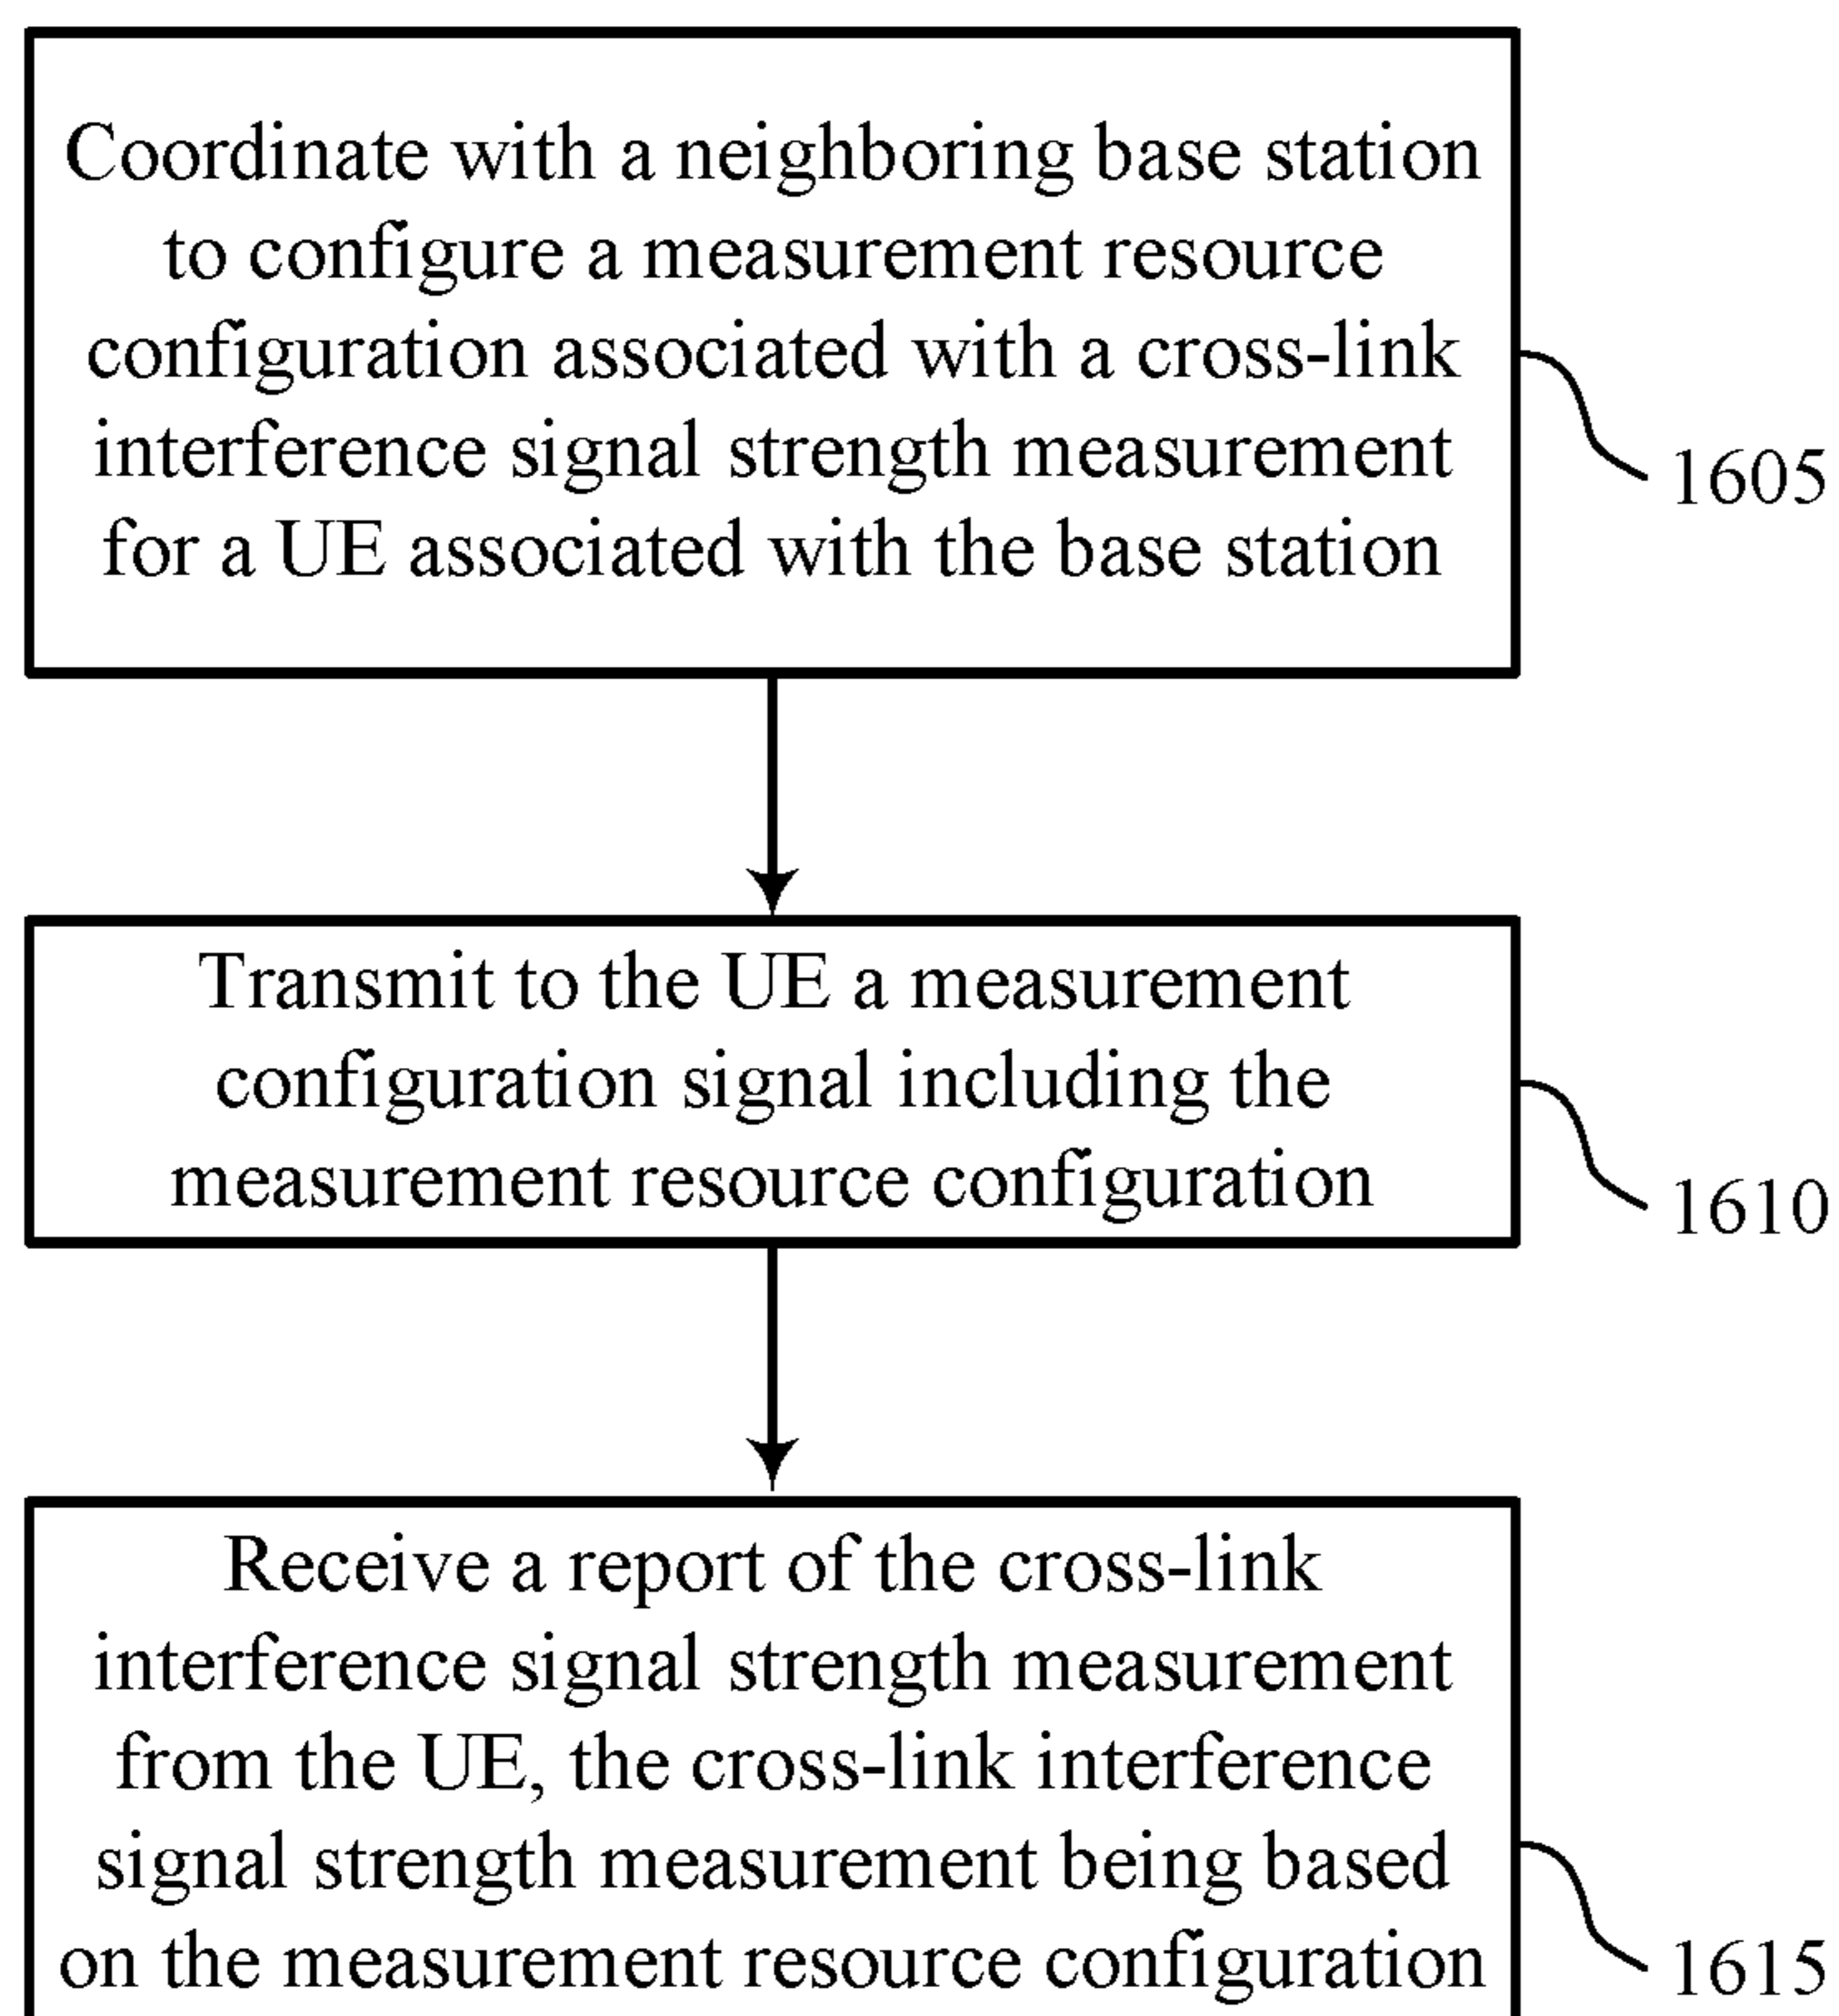 Coordinate with a neighboring base station
to configure a measurement resource
configuration associated with a cross-link
interference signal strength measurement
for a UE associated with the base station
1605
Transmit to the UE a measurement
configuration signal including the
measurement resource configuration
1610
Receive a report of the cross-link
interference signal strength measurement
from the UE, the cross-link interference
signal strength measurement being based
on the measurement resource configuration
1615